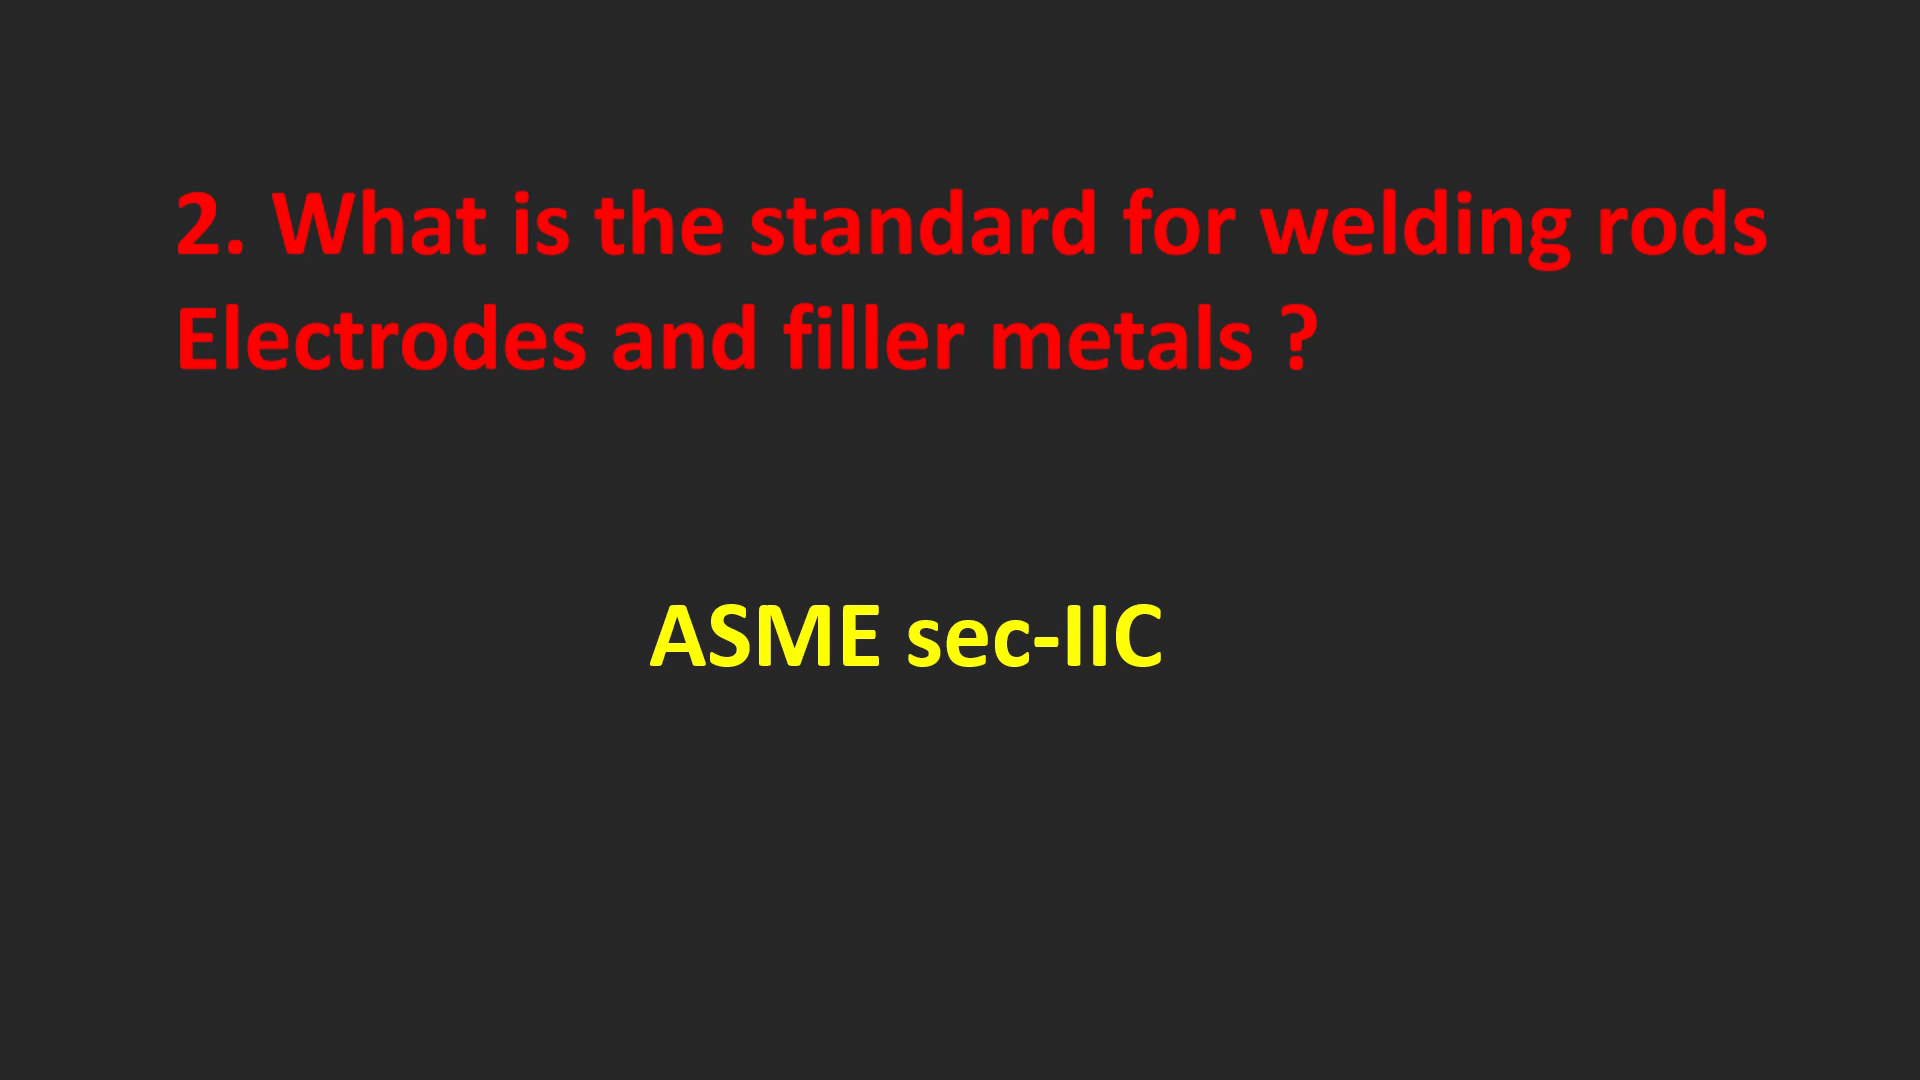 2. What is the standard for welding rods
Electrodes and filler metals ?
ASME sec-IIC